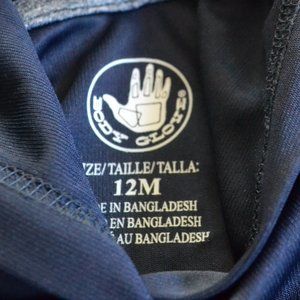 BODY GLOVE
ZE/TAILLE/TALLA:
12M
E IN BANGLADESH
EN BANGLADESH
AU BANGLADESH